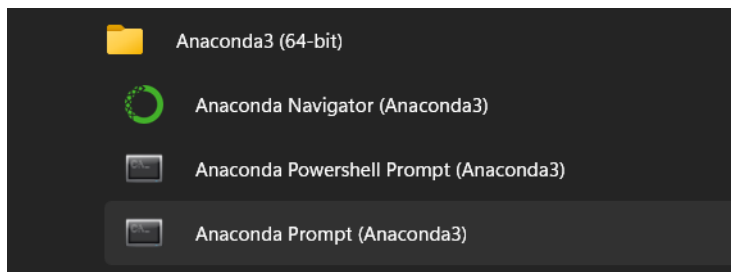 Anaconda3 (64-bit)
Anaconda Navigator (Anaconda3)
Anaconda Powershell Prompt (Anaconda3)
Anaconda Prompt (Anaconda3)